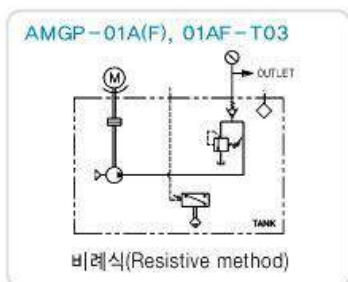 AMGP-01A(F), 01AF-T03
M
OUTLET
TANK
비례식(Resistive method)